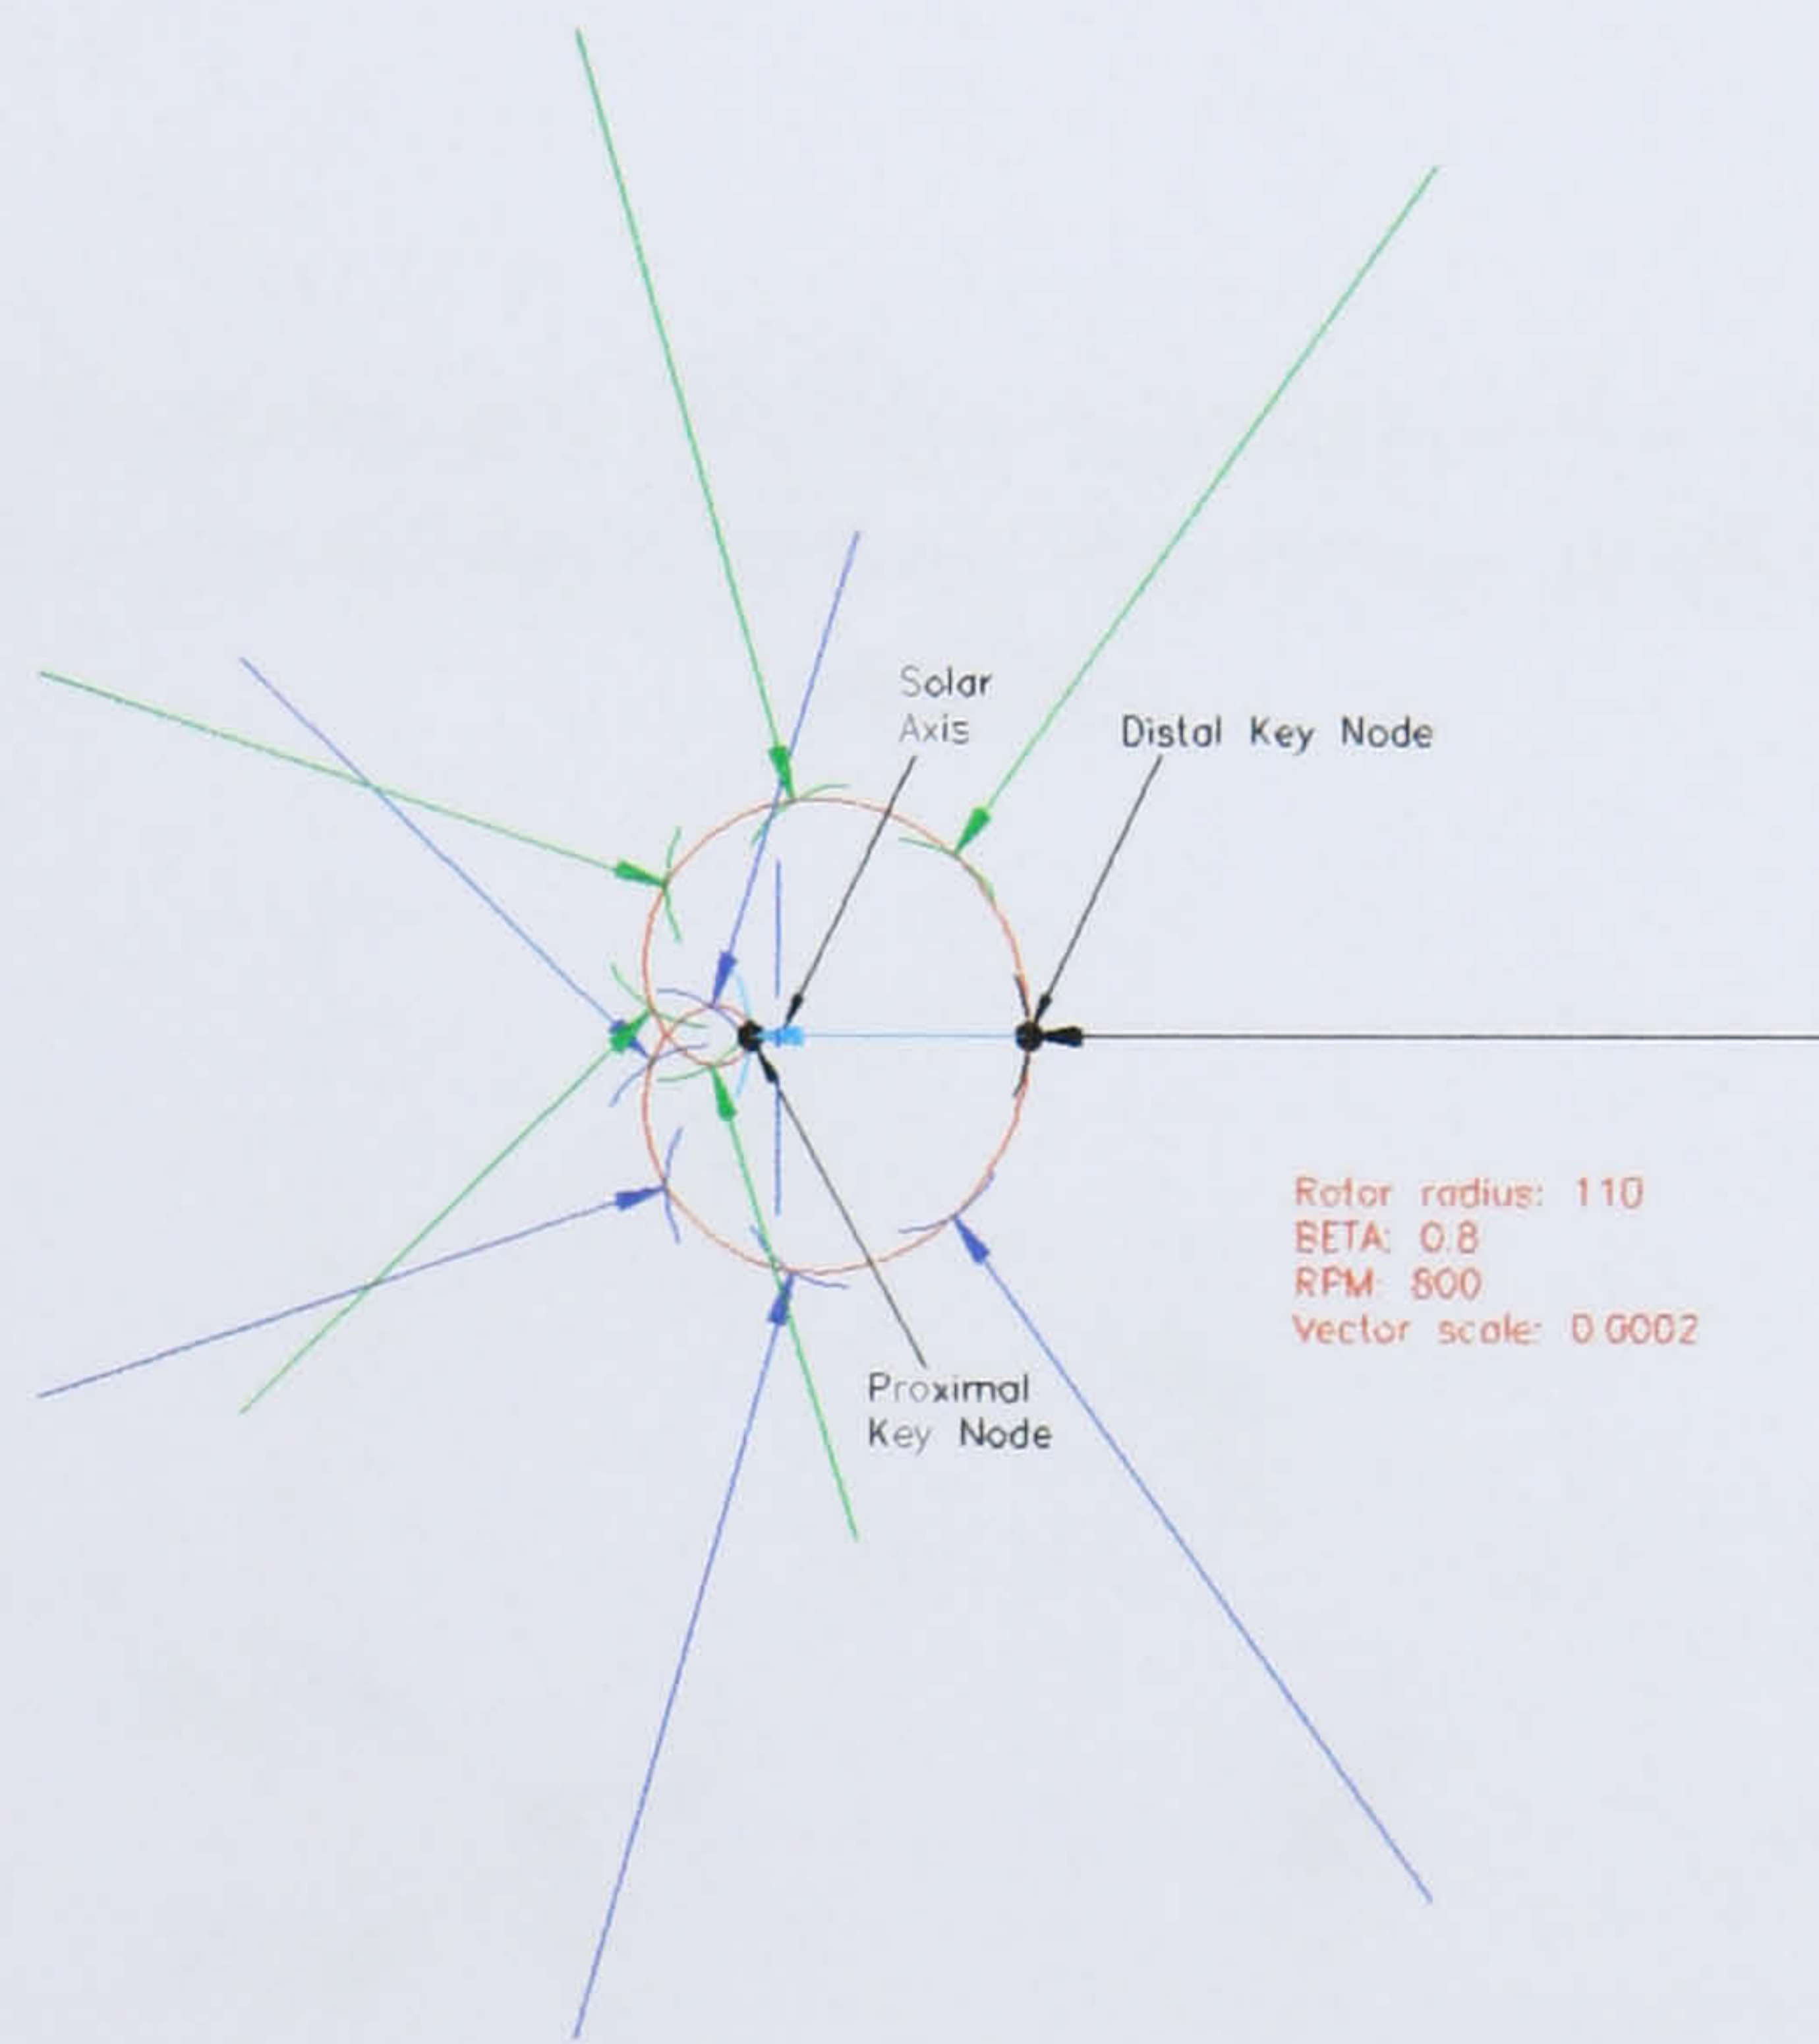 Solar
Axis
Distal Key Node
Rotor radius: 110
BETA: 0.8
RPM: 800
Vector scale: 0.0002
Proximal
Key Node